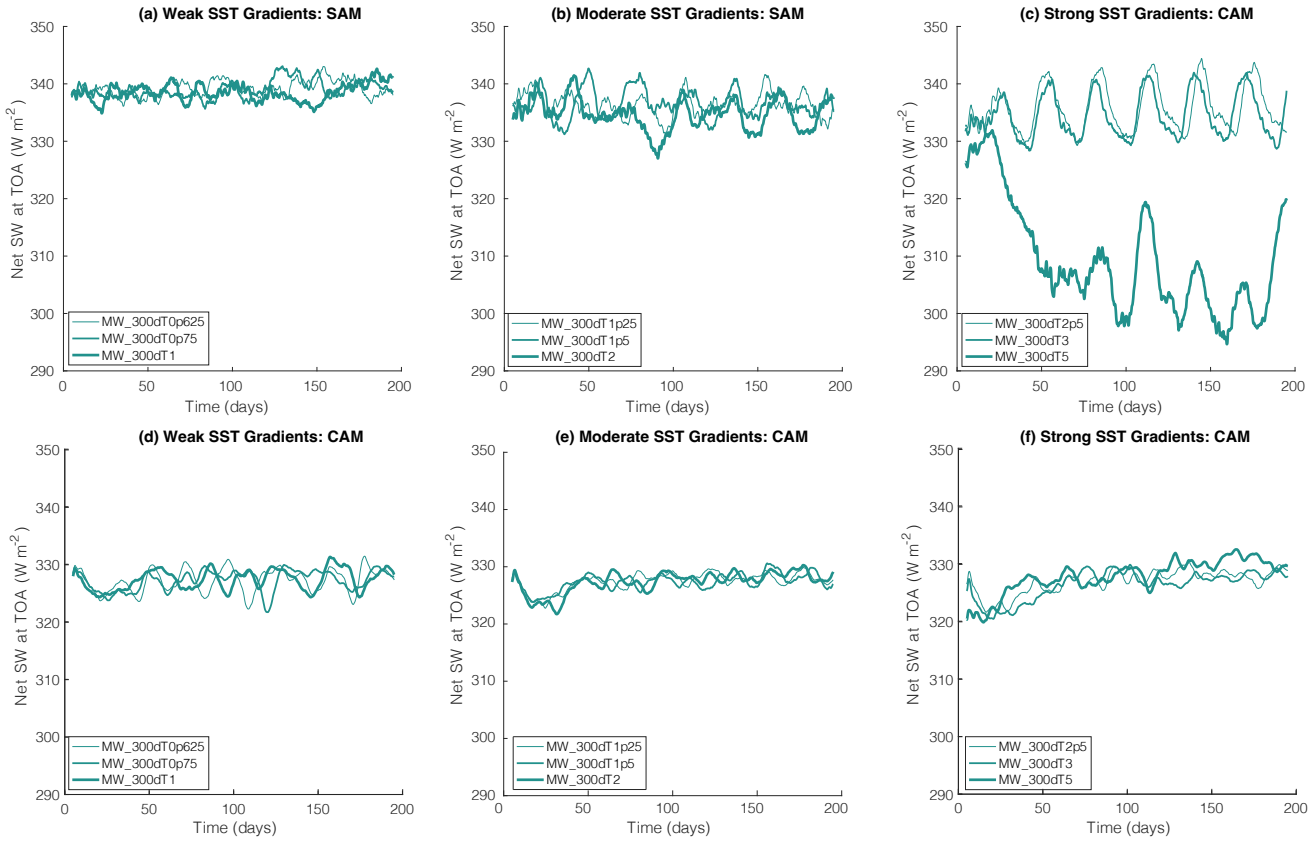 (a) Weak SST Gradients: SAM
Net SW at TOA (W m⁻²)
350
340
330
320
310
300
290
MW_300dT0p625
MW_300dT0p75
MW_300dT1
0 50 100 150 200
Time (days)
(b) Moderate SST Gradients: SAM
Net SW at TOA (W m⁻²)
350
340
330
320
310
300
290
MW_300dT1p25
MW_300dT1p5
MW_300dT2
0 50 100 150 200
Time (days)
(c) Strong SST Gradients: CAM
Net SW at TOA (W m⁻²)
350
340
330
320
310
300
290
MW_300dT2p5
MW_300dT3
MW_300dT5
0 50 100 150 200
Time (days)
(d) Weak SST Gradients: CAM
Net SW at TOA (W m⁻²)
350
340
330
320
310
300
290
MW_300dT0p625
MW_300dT0p75
MW_300dT1
0 50 100 150 200
Time (days)
(e) Moderate SST Gradients: CAM
Net SW at TOA (W m⁻²)
350
340
330
320
310
300
290
MW_300dT1p25
MW_300dT1p5
MW_300dT2
0 50 100 150 200
Time (days)
(f) Strong SST Gradients: CAM
Net SW at TOA (W m⁻²)
350
340
330
320
310
300
290
MW_300dT2p5
MW_300dT3
MW_300dT5
0 50 100 150 200
Time (days)